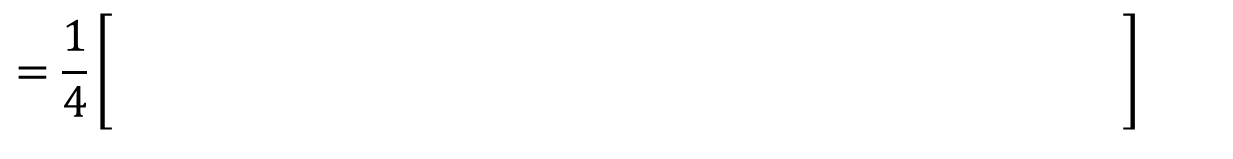 = 1/4 [ ]